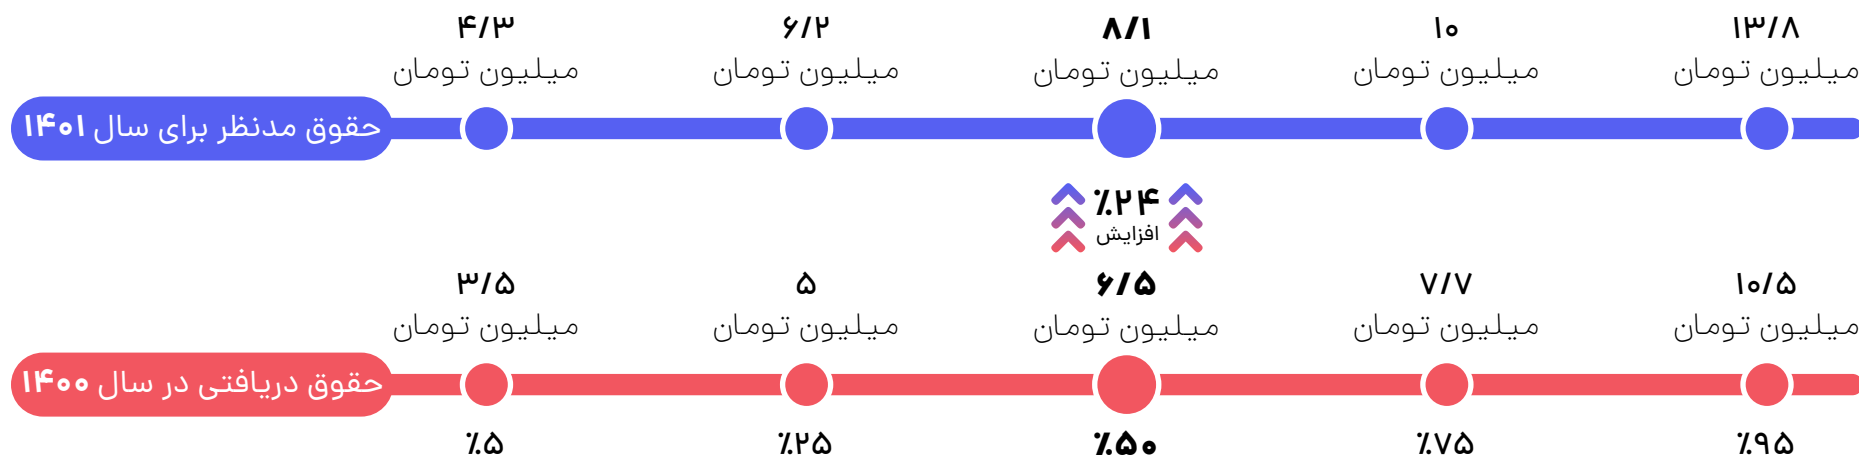 ۴/۳
میلیون تومان
۶/۲
میلیون تومان
۸/۱
میلیون تومان
۱۰
میلیون تومان
۱۳/۸
میلیون تومان
حقوق مدنظر برای سال ۱۴۰۱
٪۲۴
افزایش
۳/۵
میلیون تومان
۵
میلیون تومان
۶/۵
میلیون تومان
۷/۷
میلیون تومان
۱۰/۵
میلیون تومان
حقوق دریافتی در سال ۱۴۰۰
٪۵
٪۲۵
٪۵۰
٪۷۵
٪۹۵